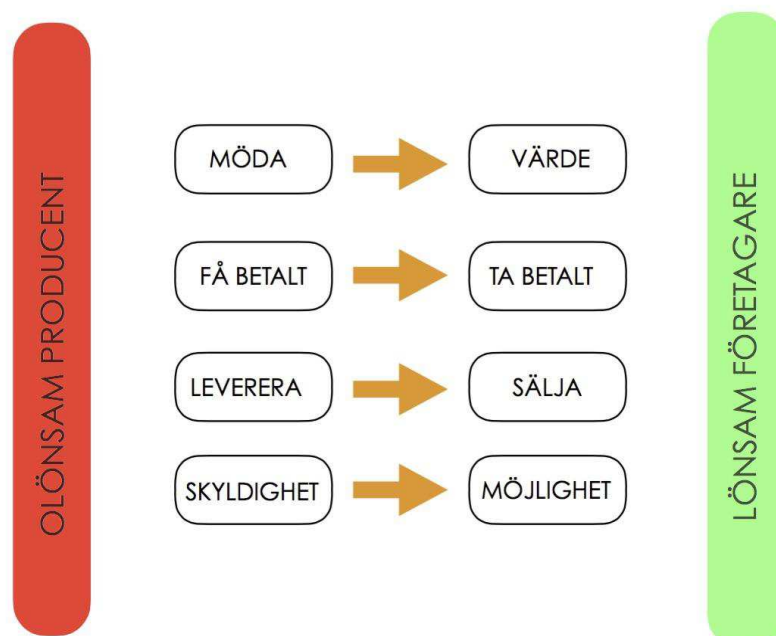 OLÖNSAM PRODUCENT
MÖDA
VÄRDE
FÅ BETALT
TA BETALT
LEVERERA
SÄLJA
SKYLDIGHET
MÖJLIGHET
LÖNSAM FÖRETAGARE